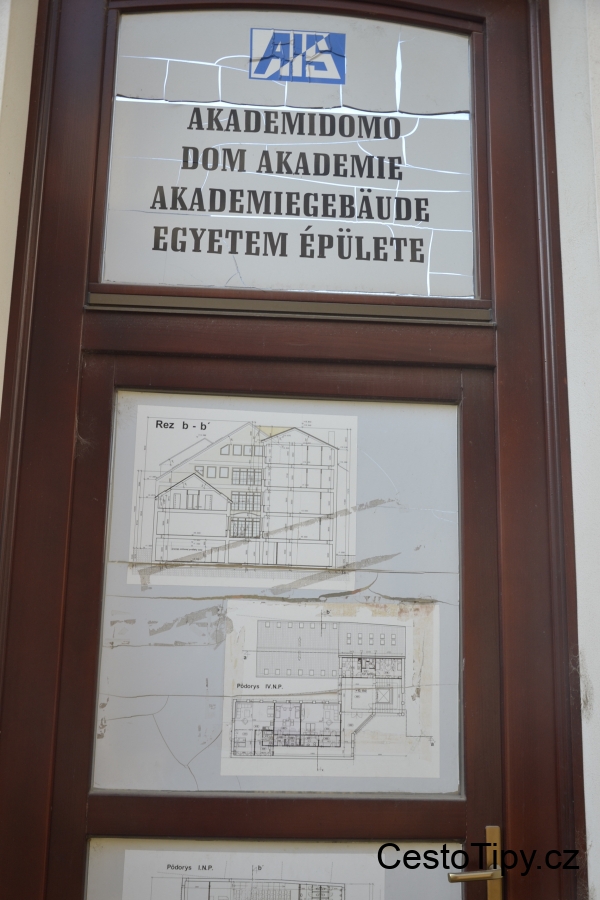 AIS
AKADEMIDOMO
DOM AKADEMIE
AKADEMIEGEBÄUDE
EGYETEM ÉPÜLETE
Rez b - b'
Pôdorys IV.N.P.
Pôdorys I.N.P.
b'
CestoTipy.cz